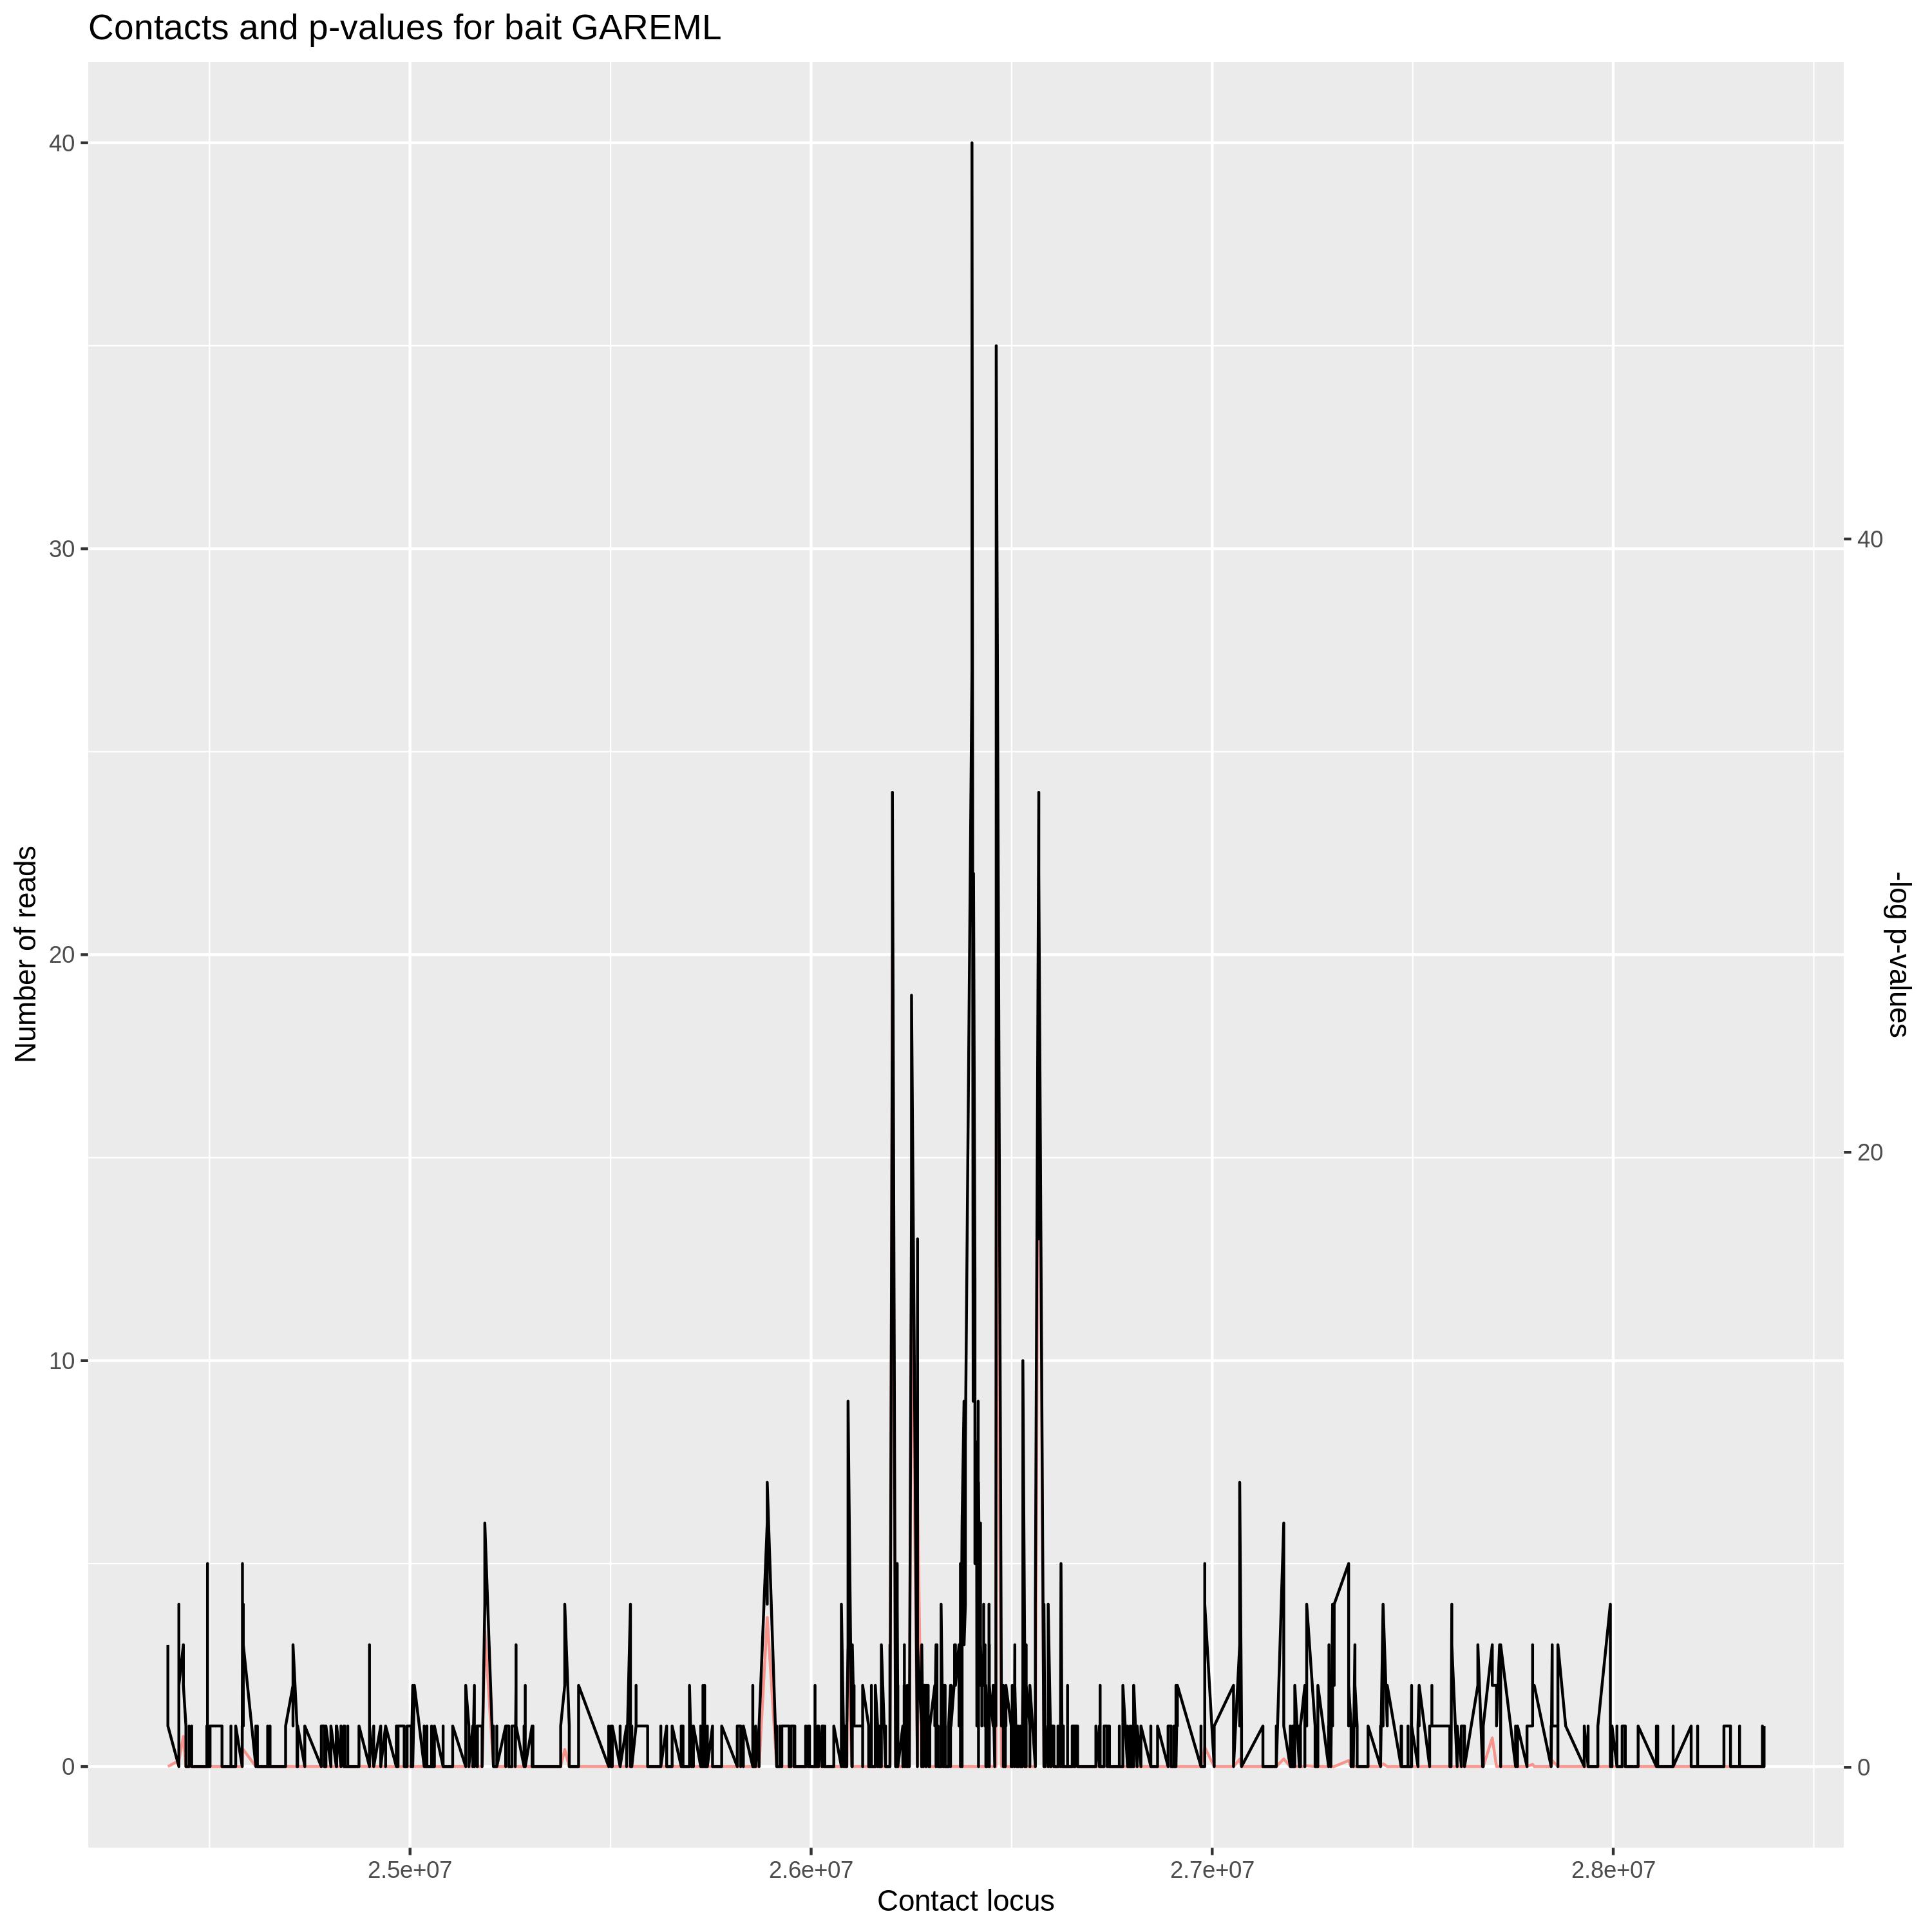 Contacts and p-values for bait GAREML
40
30
20
10
0
Number of reads
40
20
0
-log p-values
2.5e+07 2.6e+07 2.7e+07 2.8e+07
Contact locus